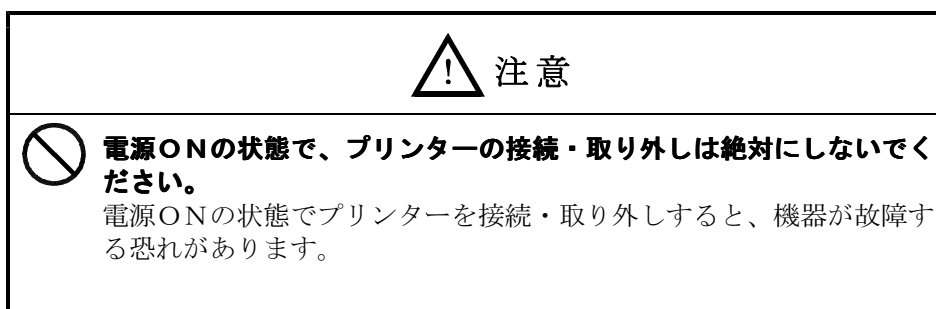 注意
電源ＯＮの状態で、プリンターの接続・取り外しは絶対にしないでく
ださい。
電源ＯＮの状態でプリンターを接続・取り外しすると、機器が故障す
る恐れがあります。